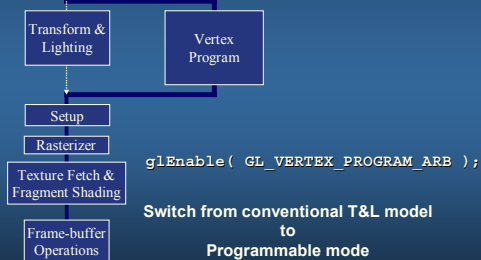 Transform &
Lighting
Vertex
Program
Setup
Rasterizer
Texture Fetch &
Fragment Shading
Frame-buffer
Operations
glEnable( GL_VERTEX_PROGRAM_ARB );
Switch from conventional T&L model
to
Programmable mode